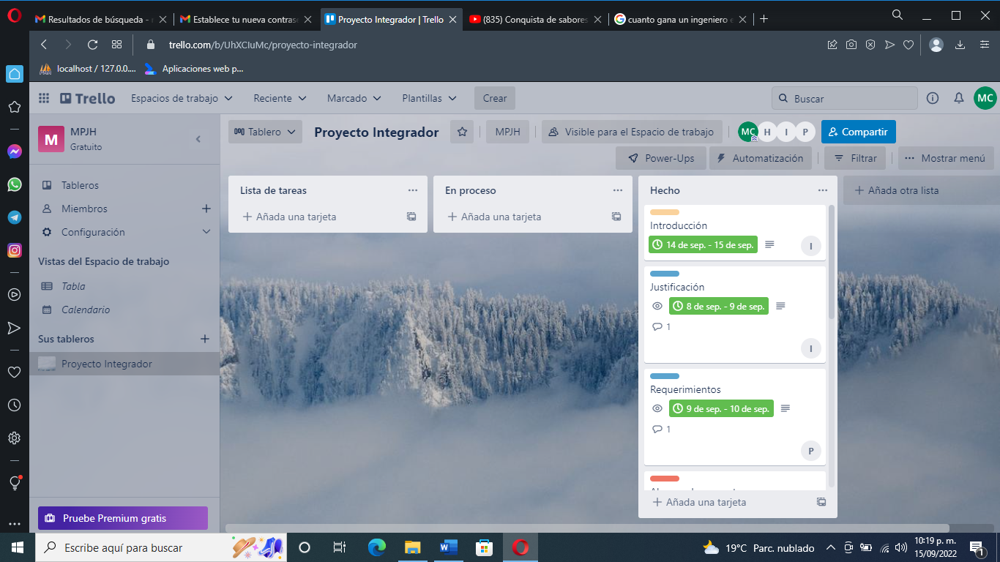 Resultados de búsqueda -
Establece tu nueva contrase
Proyecto Integrador | Trello
(835) Conquista de sabores
cuanto gana un ingeniero e
trello.com/b/UhXCIuMc/proyecto-integrador
localhost / 127.0.0....
Aplicaciones web p...
Trello
Espacios de trabajo
Reciente
Marcado
Plantillas
Crear
Buscar
MC
M
MPJH
Gratuito
Tablero
Proyecto Integrador
MPJH
Visible para el Espacio de trabajo
MC
H
I
P
Compartir
Power-Ups
Automatización
Filtrar
Mostrar menú
Tableros
Miembros
Configuración
Vistas del Espacio de trabajo
Tabla
Calendario
Sus tableros
Proyecto Integrador
Pruebe Premium gratis
Lista de tareas
Añada una tarjeta
En proceso
Añada una tarjeta
Hecho
Introducción
14 de sep. - 15 de sep.
I
Justificación
8 de sep. - 9 de sep.
1
I
Requerimientos
9 de sep. - 10 de sep.
1
P
Añada una tarjeta
Añada otra lista
Escribe aquí para buscar
19°C Parc. nublado
10:19 p. m.
15/09/2022
1